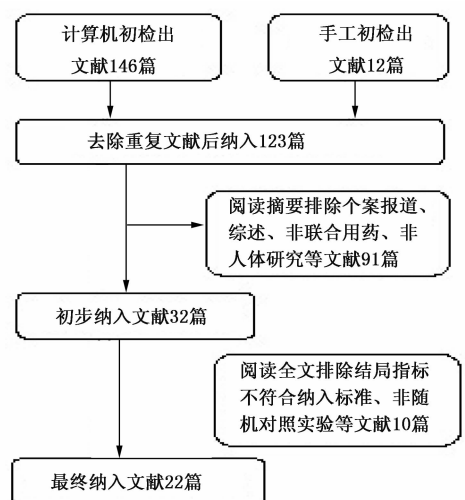 计算机初检出
文献146篇
手工初检出
文献12篇
去除重复文献后纳入123篇
阅读摘要排除个案报道、
综述、非联合用药、非
人体研究等文献91篇
初步纳入文献32篇
阅读全文排除结局指标
不符合纳入标准、非随
机对照实验等文献10篇
最终纳入文献22篇